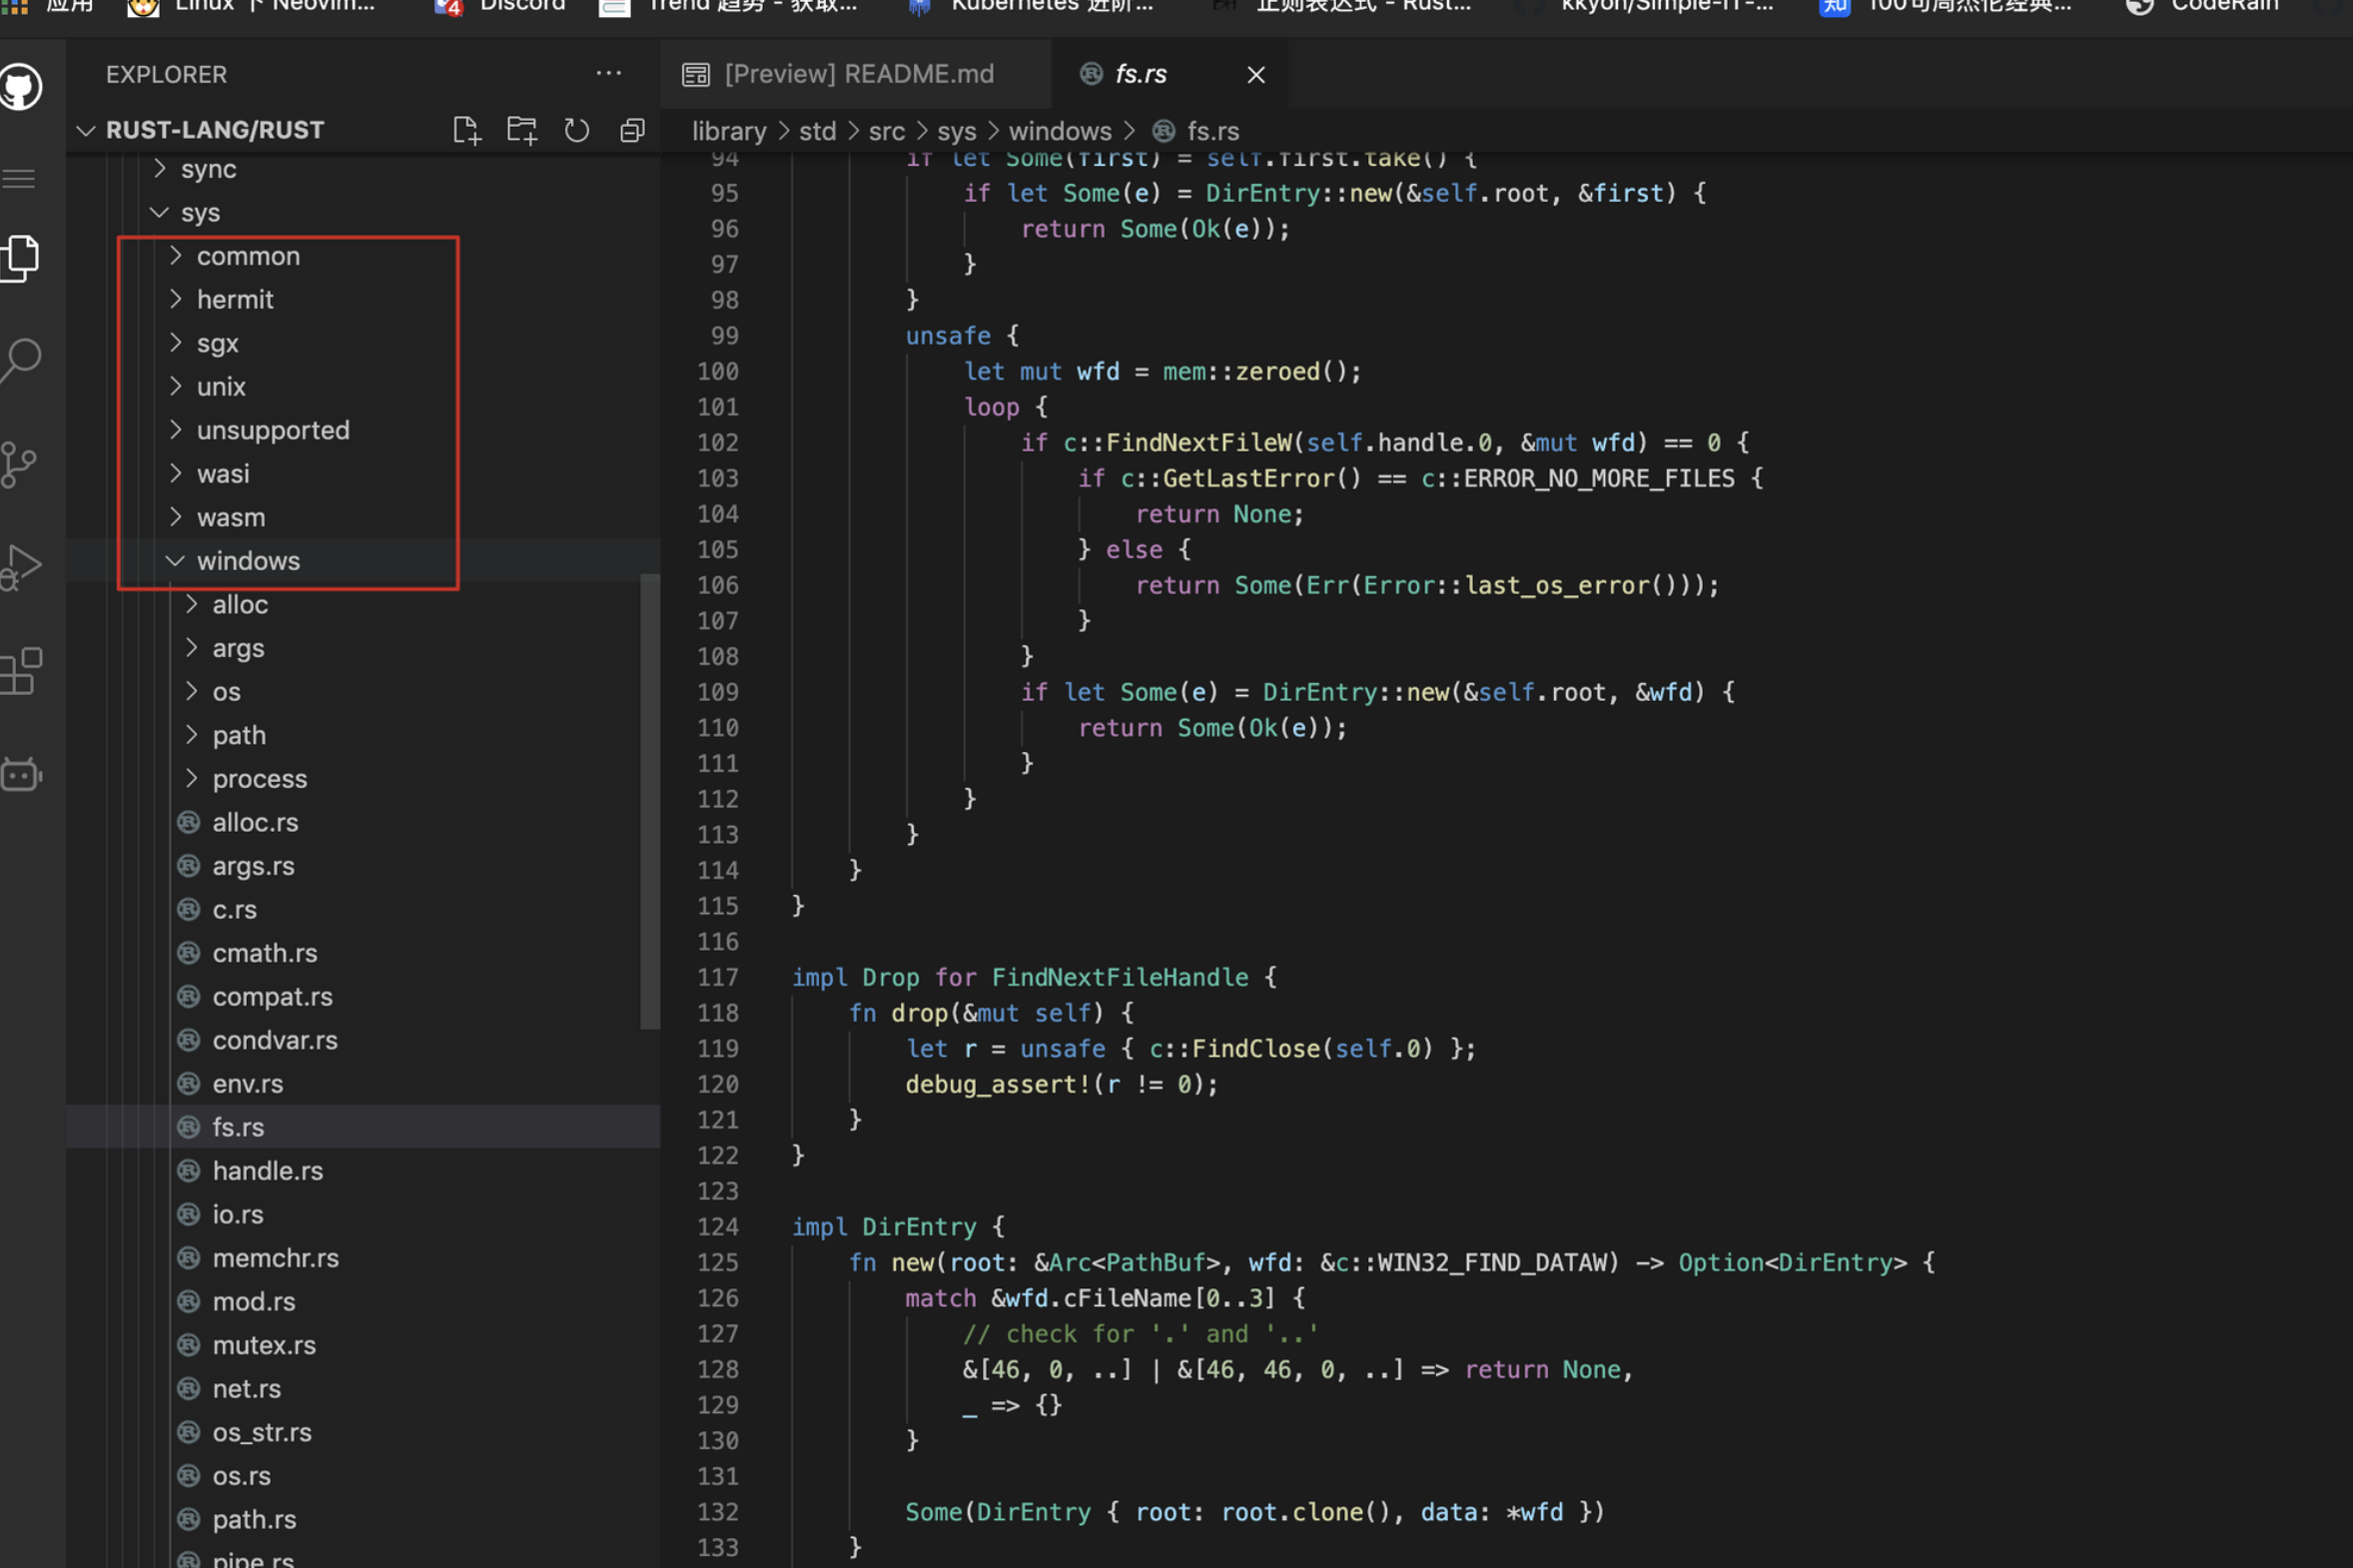 应用
Linux 下 Neovim...
4
Discord
Trend 趋势 - 获取...
Kubernetes 进阶...
正则表达式 - Rust...
kkyon/Simple-IT-...
知
100句周杰伦经典...
CodeRain
EXPLORER
RUST-LANG/RUST
sync
sys
common
hermit
sgx
unix
unsupported
wasi
wasm
windows
alloc
args
os
path
process
alloc.rs
args.rs
c.rs
cmath.rs
compat.rs
condvar.rs
env.rs
fs.rs
handle.rs
io.rs
memchr.rs
mod.rs
mutex.rs
net.rs
os_str.rs
os.rs
path.rs
pipe.rs
[Preview] README.md
fs.rs
library > std > src > sys > windows > fs.rs
94 if let Some(first) = self.first.take() {
95 if let Some(e) = DirEntry::new(&self.root, &first) {
96 return Some(Ok(e));
97 }
98 }
99 unsafe {
100 let mut wfd = mem::zeroed();
101 loop {
102 if c::FindNextFileW(self.handle.0, &mut wfd) == 0 {
103 if c::GetLastError() == c::ERROR_NO_MORE_FILES {
104 return None;
105 } else {
106 return Some(Err(Error::last_os_error()));
107 }
108 }
109 if let Some(e) = DirEntry::new(&self.root, &wfd) {
110 return Some(Ok(e));
111 }
112 }
113 }
114 }
115 }
116
117 impl Drop for FindNextFileHandle {
118 fn drop(&mut self) {
119 let r = unsafe { c::FindClose(self.0) };
120 debug_assert!(r != 0);
121 }
122 }
123
124 impl DirEntry {
125 fn new(root: &Arc<PathBuf>, wfd: &c::WIN32_FIND_DATAW) -> Option<DirEntry> {
126 match &wfd.cFileName[0..3] {
127 // check for '.' and '..'
128 &[46, 0, ..] | &[46, 46, 0, ..] => return None,
129 _ => {}
130 }
131
132 Some(DirEntry { root: root.clone(), data: *wfd })
133 }